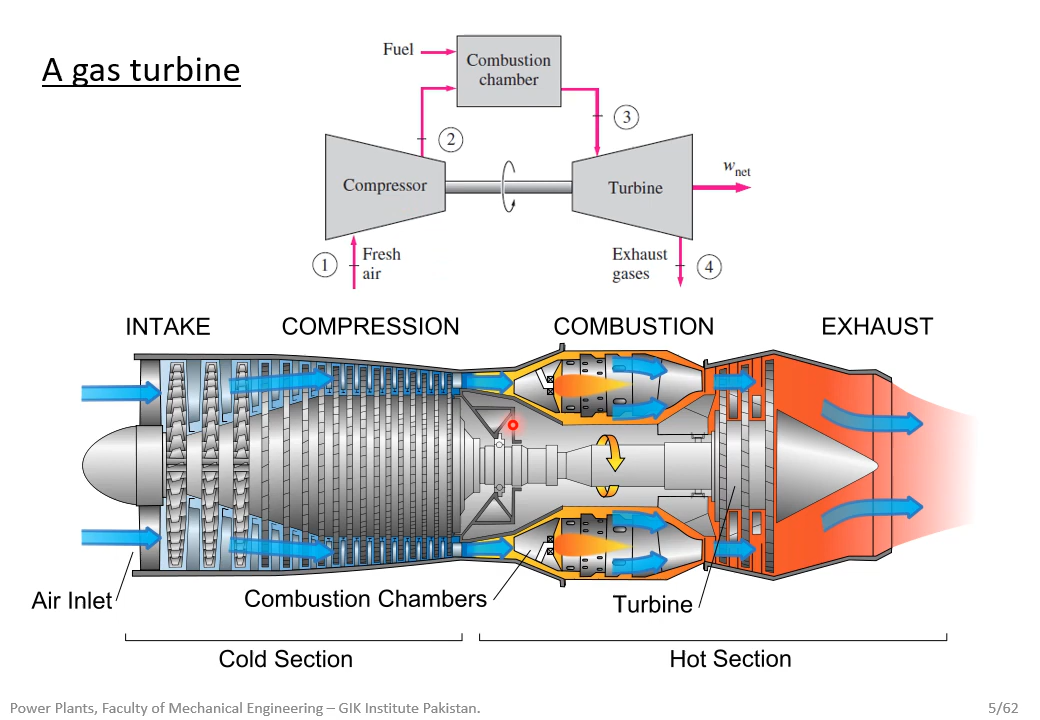 A gas turbine
Fuel
Combustion
chamber
2
3
Compressor
Turbine
wnet
1
Fresh
air
Exhaust
gases
4
INTAKE
COMPRESSION
COMBUSTION
EXHAUST
Air Inlet
Combustion Chambers
Turbine
Cold Section
Hot Section
Power Plants, Faculty of Mechanical Engineering – GIK Institute Pakistan.
5/62